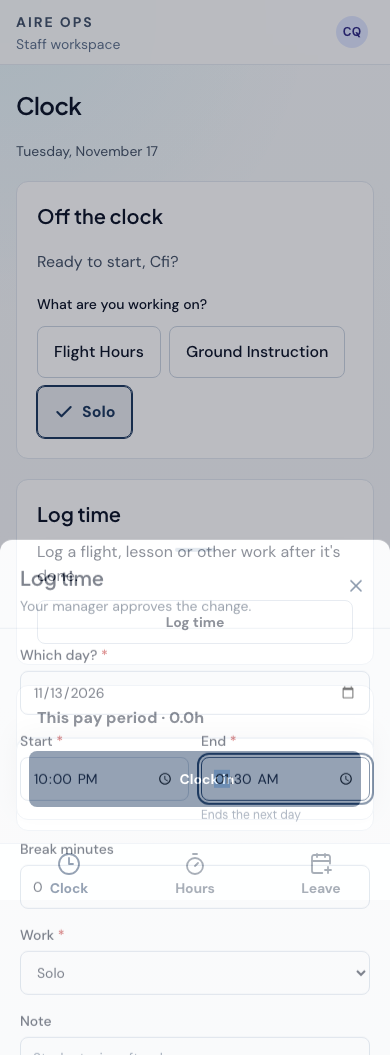 AIRE OPS
Staff workspace
CQ
Clock
Tuesday, November 17
Off the clock
Ready to start, Cfi?
What are you working on?
Flight Hours
Ground Instruction
Solo
Log time
Log a flight, lesson or other work after it's
done.
Log time
Your manager approves the change.
Log time
Which day? *
11/13/2026
This pay period · 0.0h
Start *
End *
10:00 PM
Clock in
01:30 AM
Ends the next day
Break minutes
0
Clock
Hours
Leave
Work *
Solo
Note